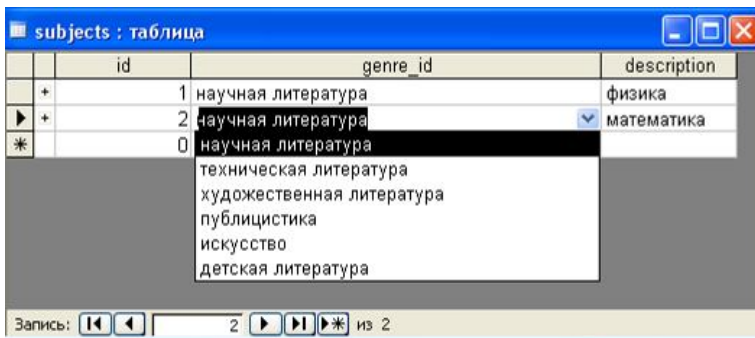 subjects : таблица
id genre_id description
+ 1 научная литература физика
+ 2 научная литература математика
0 научная литература
техническая литература
художественная литература
публицистика
искусство
детская литература
Запись: 2 из 2